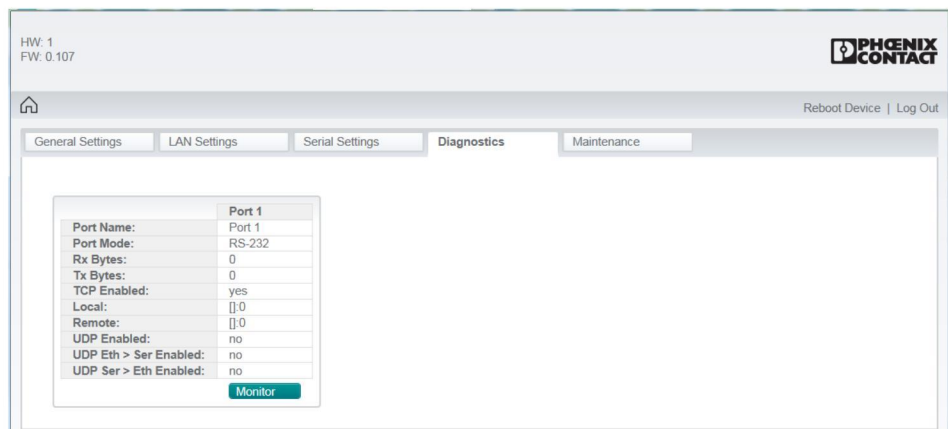 HW: 1
FW: 0.107
PHŒNIX
CONTACT
Reboot Device | Log Out
General Settings LAN Settings Serial Settings Diagnostics Maintenance
Port 1
Port Name: Port 1
Port Mode: RS-232
Rx Bytes: 0
Tx Bytes: 0
TCP Enabled: yes
Local: []:0
Remote: []:0
UDP Enabled: no
UDP Eth > Ser Enabled: no
UDP Ser > Eth Enabled: no
Monitor